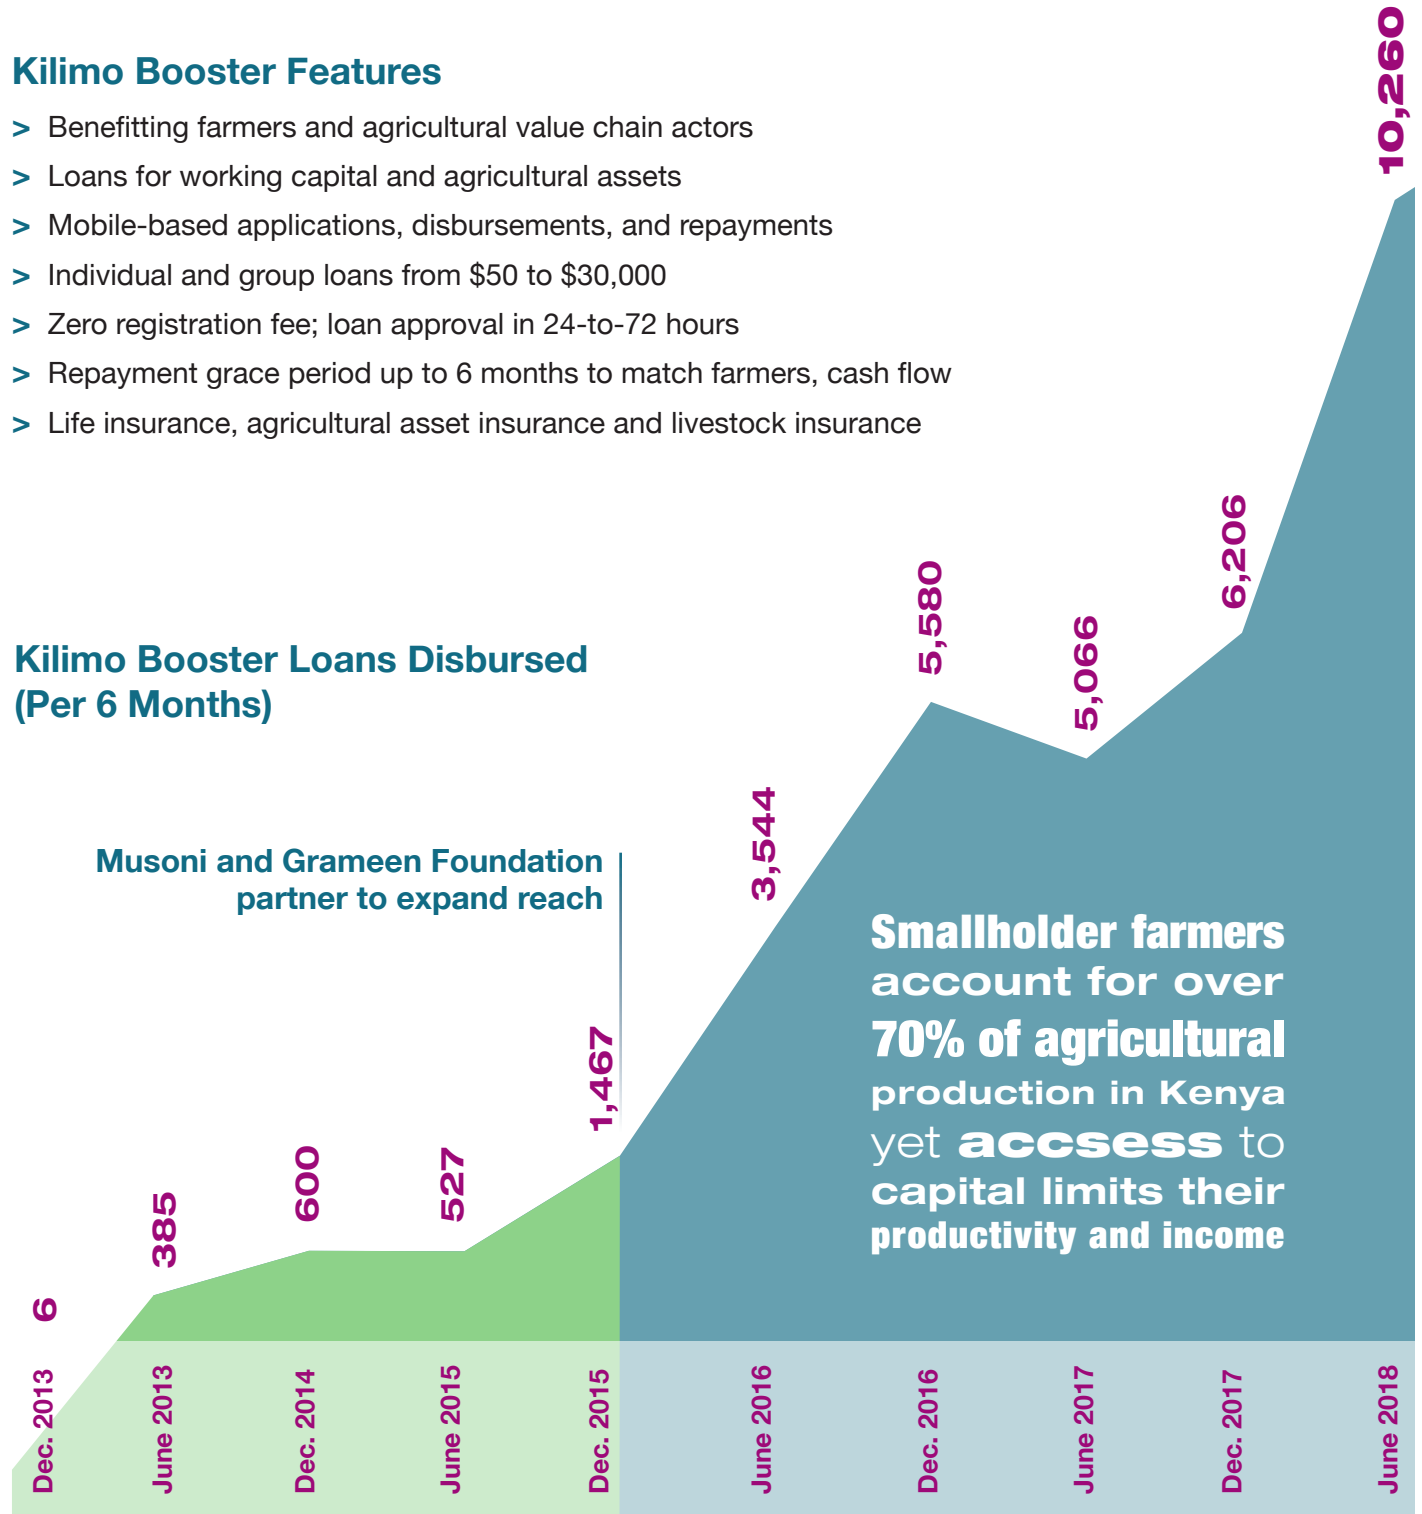 Kilimo Booster Features
> Benefitting farmers and agricultural value chain actors
> Loans for working capital and agricultural assets
> Mobile-based applications, disbursements, and repayments
> Individual and group loans from $50 to $30,000
> Zero registration fee; loan approval in 24-to-72 hours
> Repayment grace period up to 6 months to match farmers, cash flow
> Life insurance, agricultural asset insurance and livestock insurance
Kilimo Booster Loans Disbursed
(Per 6 Months)
Musoni and Grameen Foundation
partner to expand reach
6
385
600
527
1,467
3,544
5,580
5,066
6,206
10,260
Smallholder farmers
account for over
70% of agricultural
production in Kenya
yet accsess to
capital limits their
productivity and income
Dec. 2013
June 2013
Dec. 2014
June 2015
Dec. 2015
June 2016
Dec. 2016
June 2017
Dec. 2017
June 2018